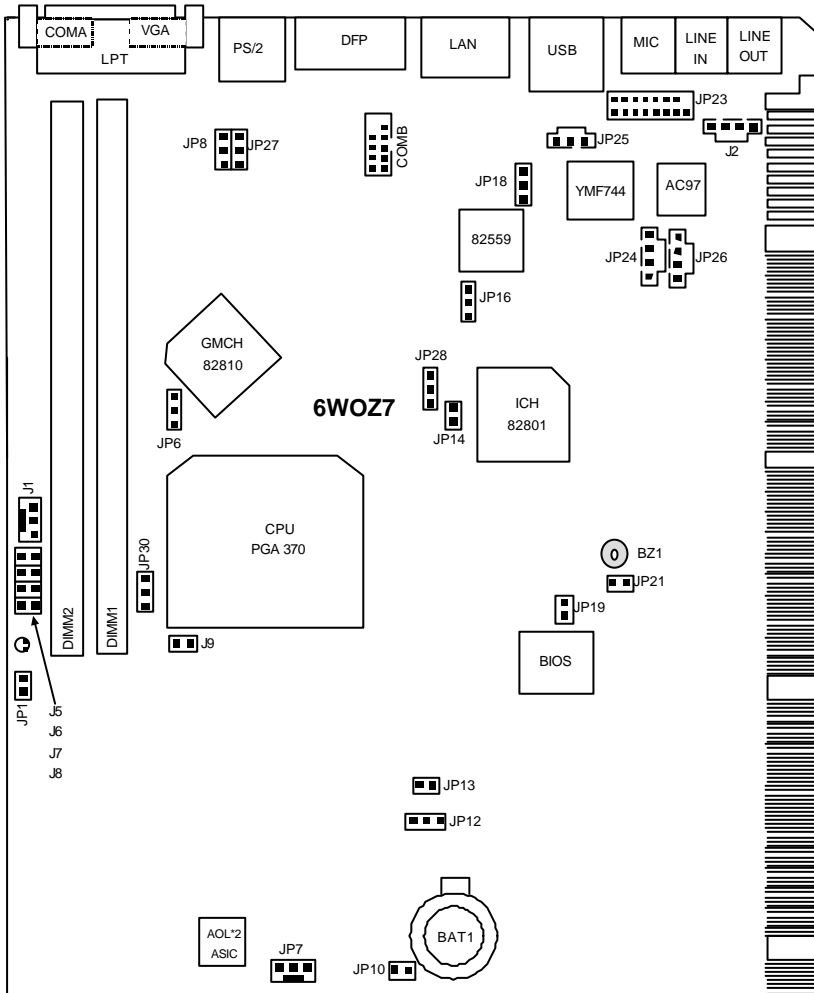 COMA
VGA
LPT
PS/2
DFP
LAN
USB
MIC
LINE
IN
LINE
OUT
JP23
JP8
JP27
COMB
JP25
J2
JP18
YMF744
AC97
82559
JP24
JP26
JP16
GMCH
82810
JP28
6WOZ7
ICH
82801
JP6
JP14
J1
CPU
PGA 370
BZ1
JP30
JP21
DIMM2
DIMM1
JP19
J9
BIOS
JP1
J5
J6
J7
J8
JP13
JP12
AOL*2
ASIC
JP7
BAT1
JP10